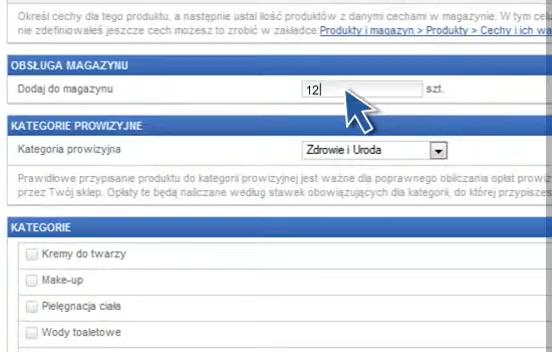 Określ cechy dla tego produktu, a następnie ustal ilość produktów z danymi cechami w magazynie. W tym celu
nie zdefiniowałeś jeszcze cech możesz to zrobić w zakładce:Produkty i magazyn > Produkty > Cechy i ich wa
OBSŁUGA MAGAZYNU
Dodaj do magazynu 12 szt.
KATEGORIE PROWIZYJNE
Kategoria prowizyjna Zdrowie i Uroda
Prawidłowe przypisanie produktu do kategorii prowizyjnej jest ważne dla poprawnego obliczania opłat prowiz
przez Twój sklep. Opłaty te będą naliczane według stawek obowiązujących dla kategorii, do której przypisze
KATEGORIE
Kremy do twarzy
Make-up
Pielęgnacja ciała
Wody toaletowe